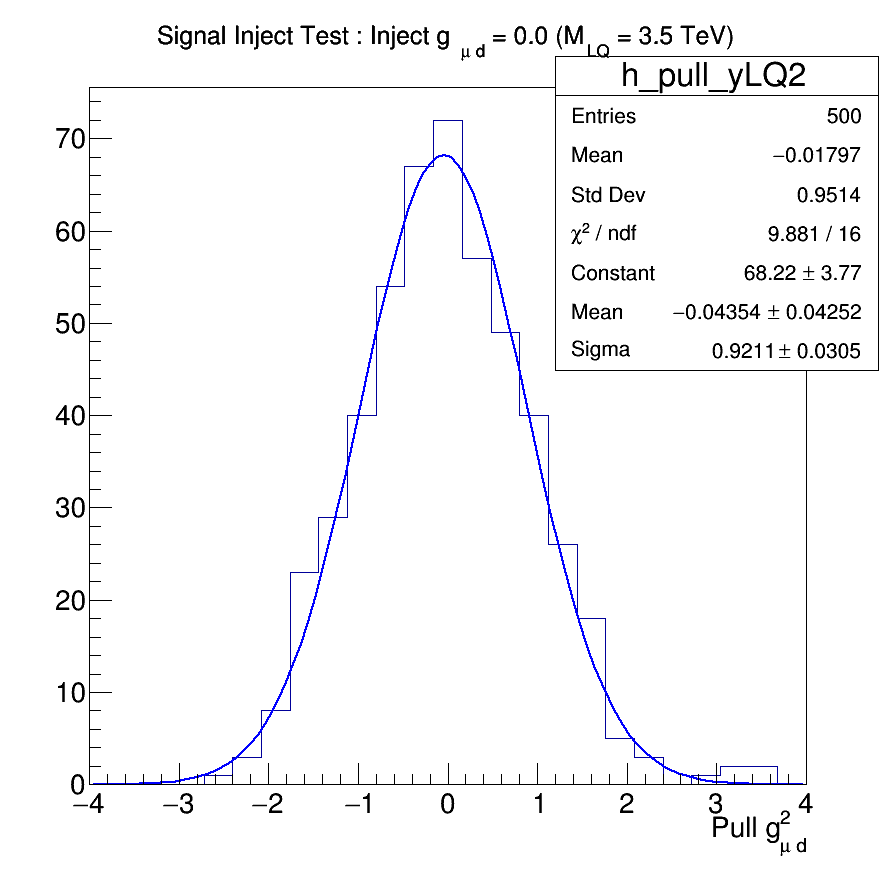 Signal Inject Test : Inject g μ d = 0.0 (M LQ = 3.5 TeV)
h_pull_yLQ2
Entries 500
Mean −0.01797
Std Dev 0.9514
χ² / ndf 9.881 / 16
Constant 68.22 ± 3.77
Mean −0.04354 ± 0.04252
Sigma 0.9211 ± 0.0305
70
60
50
40
30
20
10
0
−4 −3 −2 −1 0 1 2 3 4
Pull g²μ d